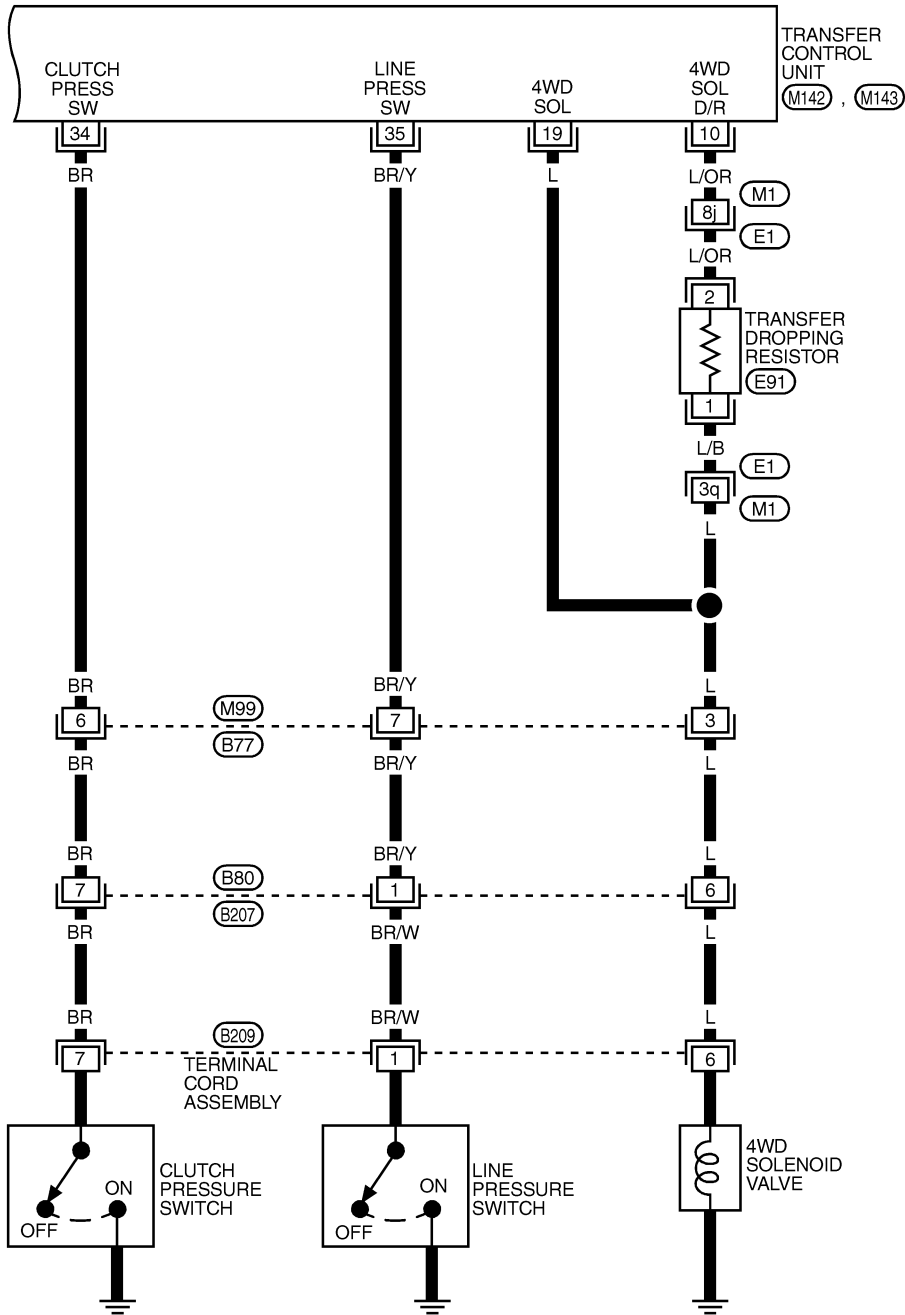 TRANSFER
CONTROL
UNIT
M142 , M143
CLUTCH
PRESS
SW
LINE
PRESS
SW
4WD
SOL
4WD
SOL
D/R
34
35
19
10
BR
BR/Y
L
L/OR
M1
8j
E1
L/OR
2
TRANSFER
DROPPING
RESISTOR
E91
1
L/B
E1
3q
M1
L
BR
BR/Y
L
M99
6
7
3
B77
BR
BR/Y
L
BR
BR/Y
L
B80
7
1
6
B207
BR
BR/W
L
BR
BR/W
L
B209
7
1
6
TERMINAL
CORD
ASSEMBLY
CLUTCH
PRESSURE
SWITCH
ON
OFF
LINE
PRESSURE
SWITCH
ON
OFF
4WD
SOLENOID
VALVE